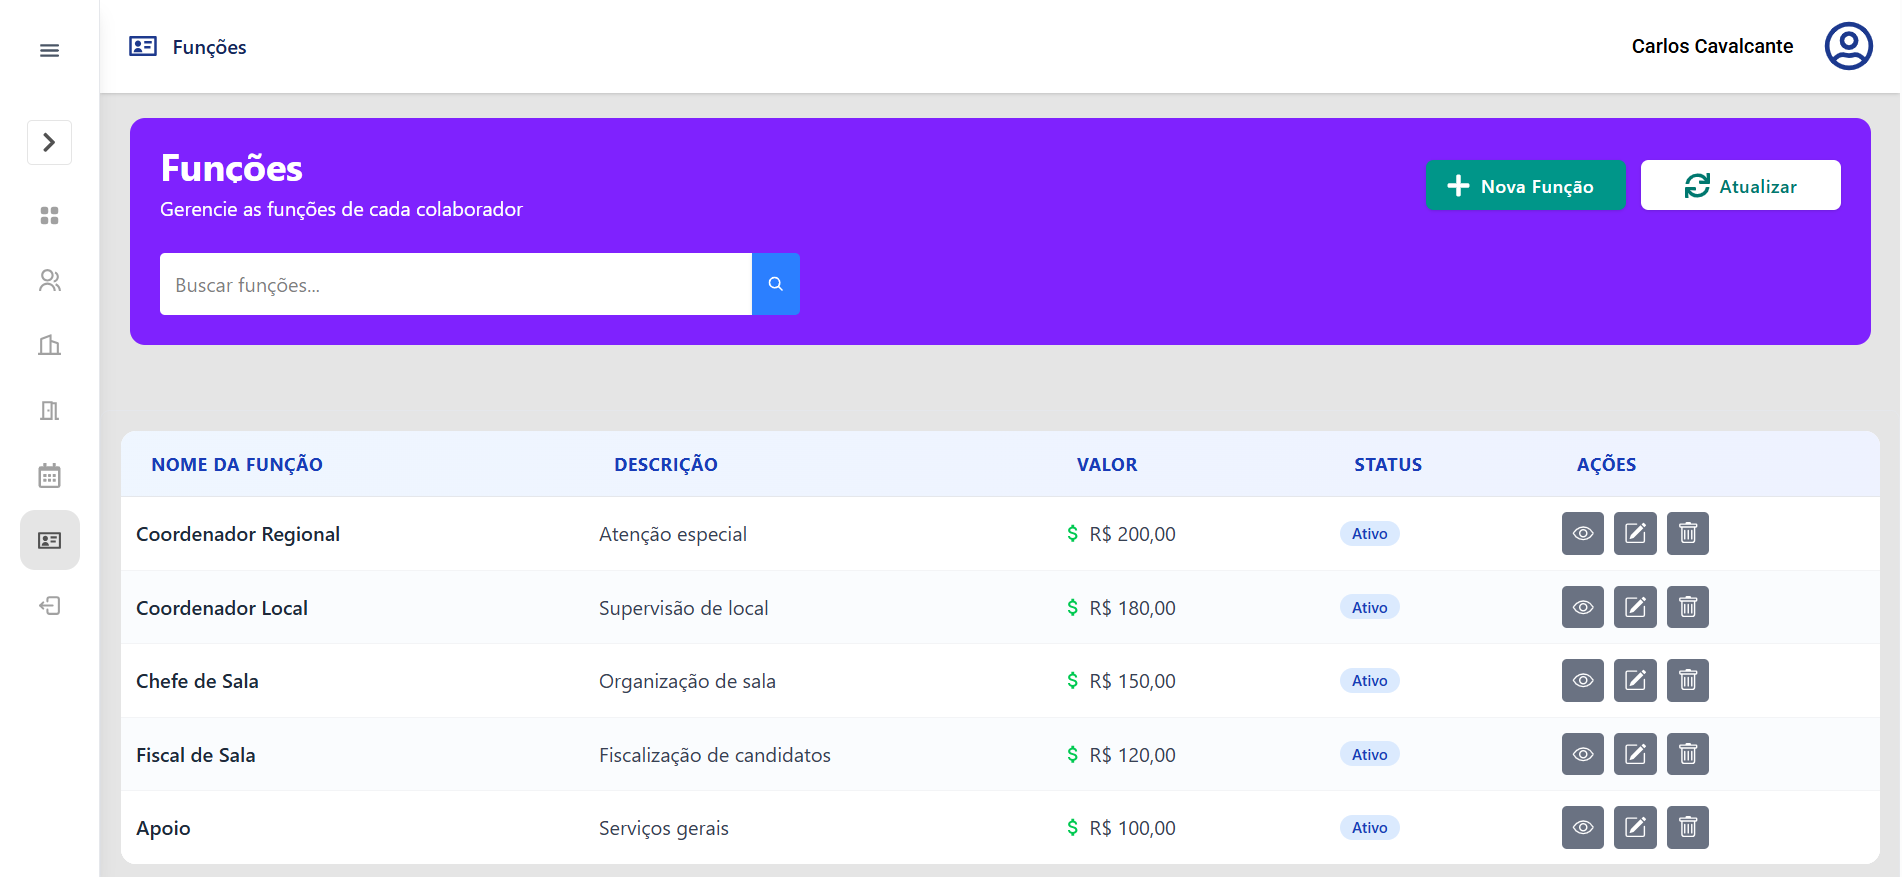 Funções
Carlos Cavalcante
Funções
Gerencie as funções de cada colaborador
Nova Função
Atualizar
Buscar funções...
NOME DA FUNÇÃO DESCRIÇÃO VALOR STATUS AÇÕES
Coordenador Regional Atenção especial $ R$ 200,00 Ativo
Coordenador Local Supervisão de local $ R$ 180,00 Ativo
Chefe de Sala Organização de sala $ R$ 150,00 Ativo
Fiscal de Sala Fiscalização de candidatos $ R$ 120,00 Ativo
Apoio Serviços gerais $ R$ 100,00 Ativo